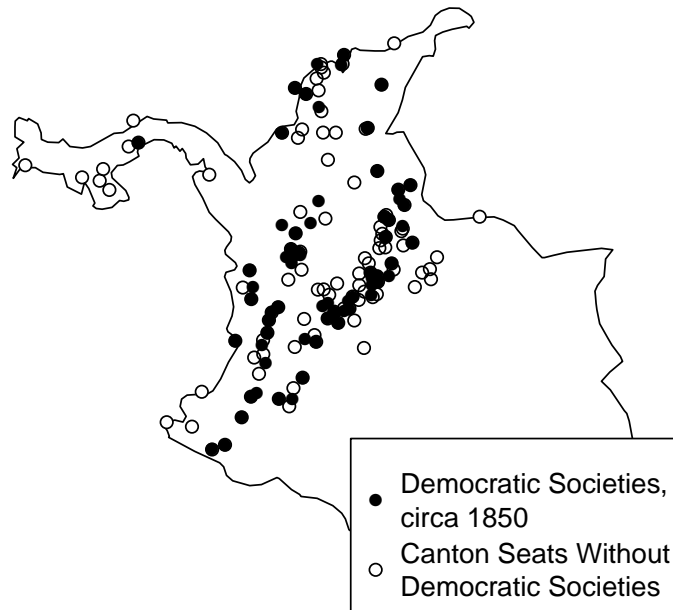 Democratic Societies,
circa 1850
Canton Seats Without
Democratic Societies